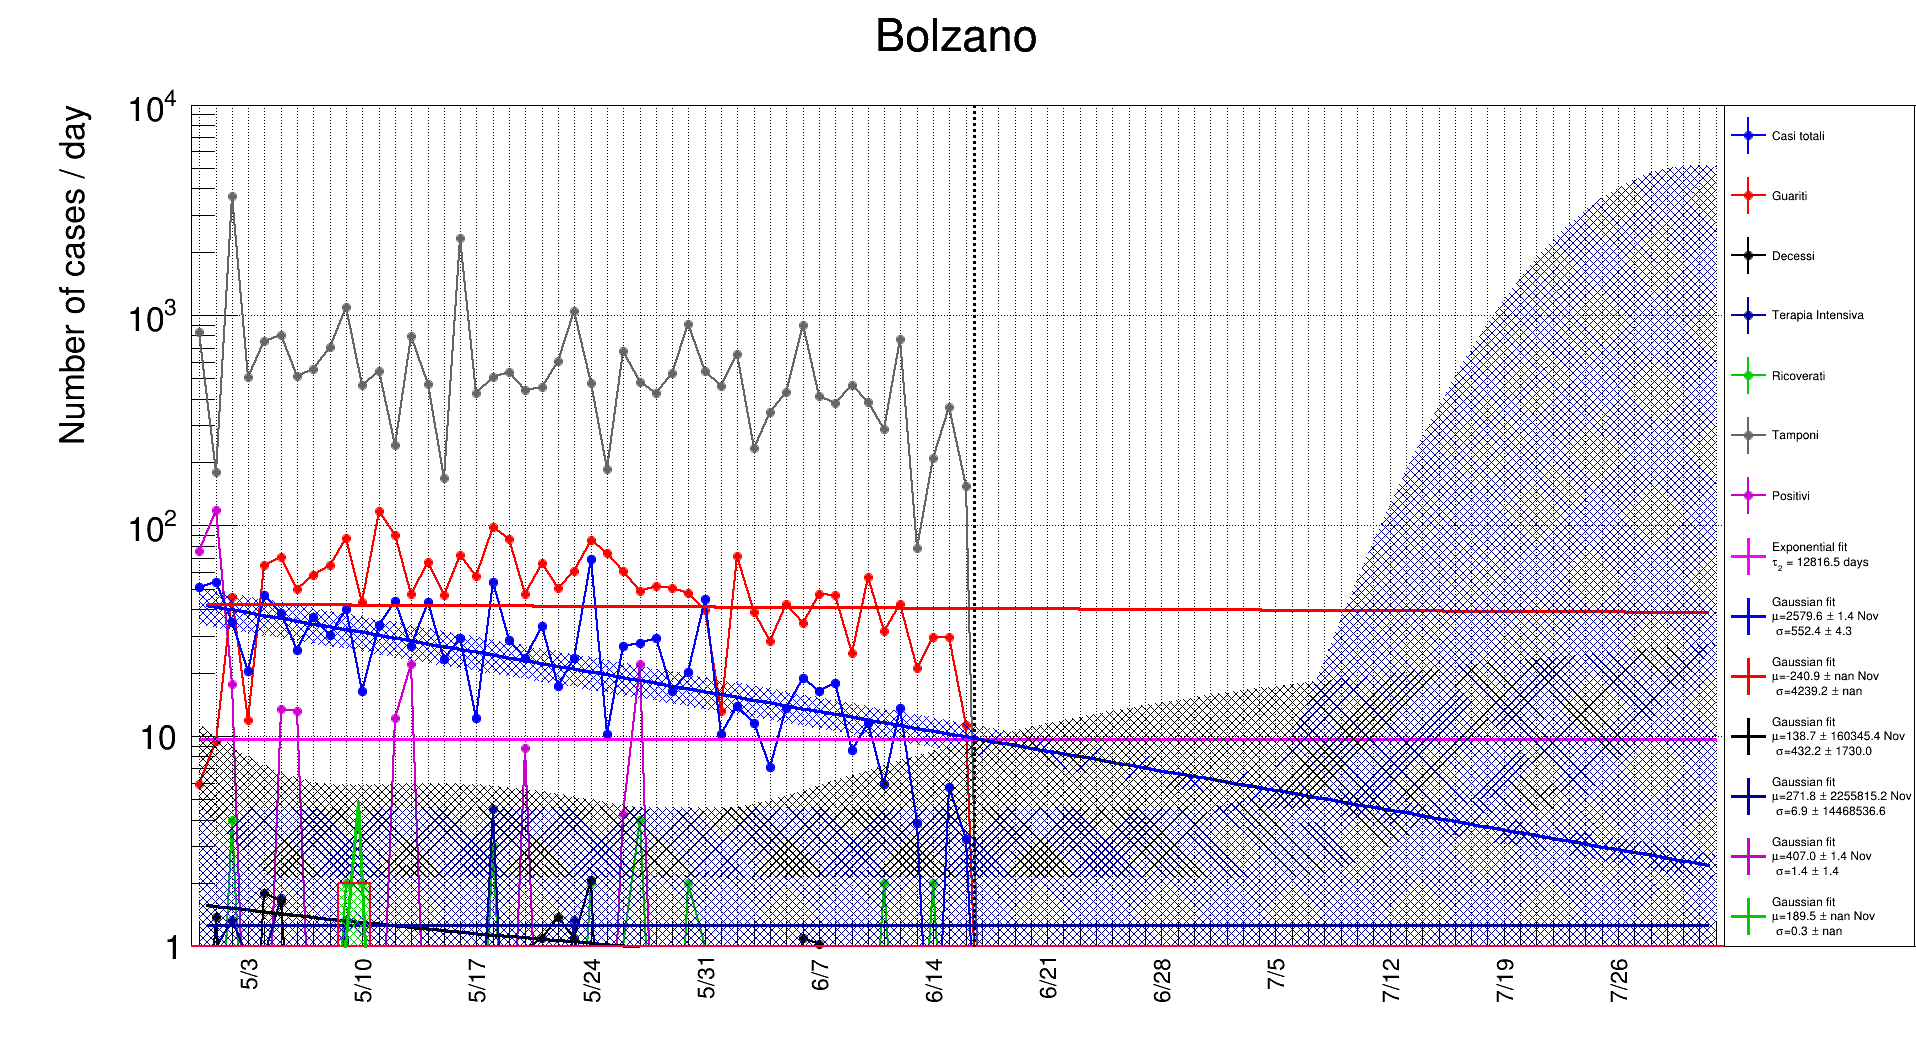 Bolzano
Number of cases / day
10^4
10^3
10^2
10
1
5/3
5/10
5/17
5/24
5/31
6/7
6/14
6/21
6/28
7/5
7/12
7/19
7/26
Casi totali
Guariti
Decessi
Terapia Intensiva
Ricoverati
Tamponi
Positivi
Exponential fit
τ_2 = 12816.5 days
Gaussian fit
μ=2579.6 ± 1.4 Nov
σ=552.4 ± 4.3
Gaussian fit
μ=-240.9 ± nan Nov
σ=4239.2 ± nan
Gaussian fit
μ=138.7 ± 160345.4 Nov
σ=432.2 ± 1730.0
Gaussian fit
μ=271.8 ± 2255815.2 Nov
σ=6.9 ± 14468536.6
Gaussian fit
μ=407.0 ± 1.4 Nov
σ=1.4 ± 1.4
Gaussian fit
μ=189.5 ± nan Nov
σ=0.3 ± nan